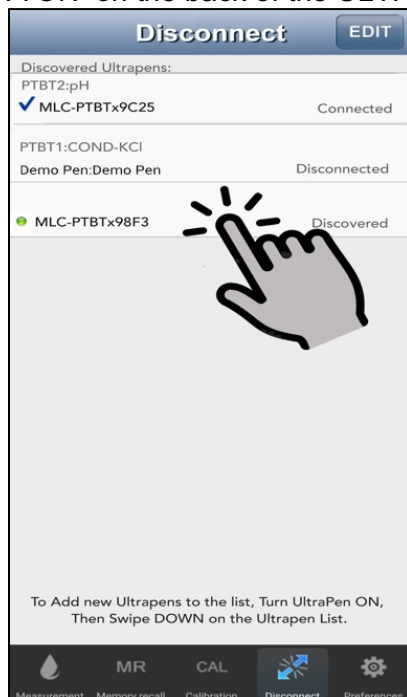 Disconnect EDIT
Discovered Ultrapens:
PTBT2:pH
MLC-PTBTx9C25 Connected
PTBT1:COND-KCl
Demo Pen:Demo Pen Disconnected
MLC-PTBTx98F3 Discovered
To Add new Ultrapens to the list, Turn UltraPen ON,
Then Swipe DOWN on the Ultrapen List.
MR CAL
Measurement Memory recall Calibration Disconnect Preferences